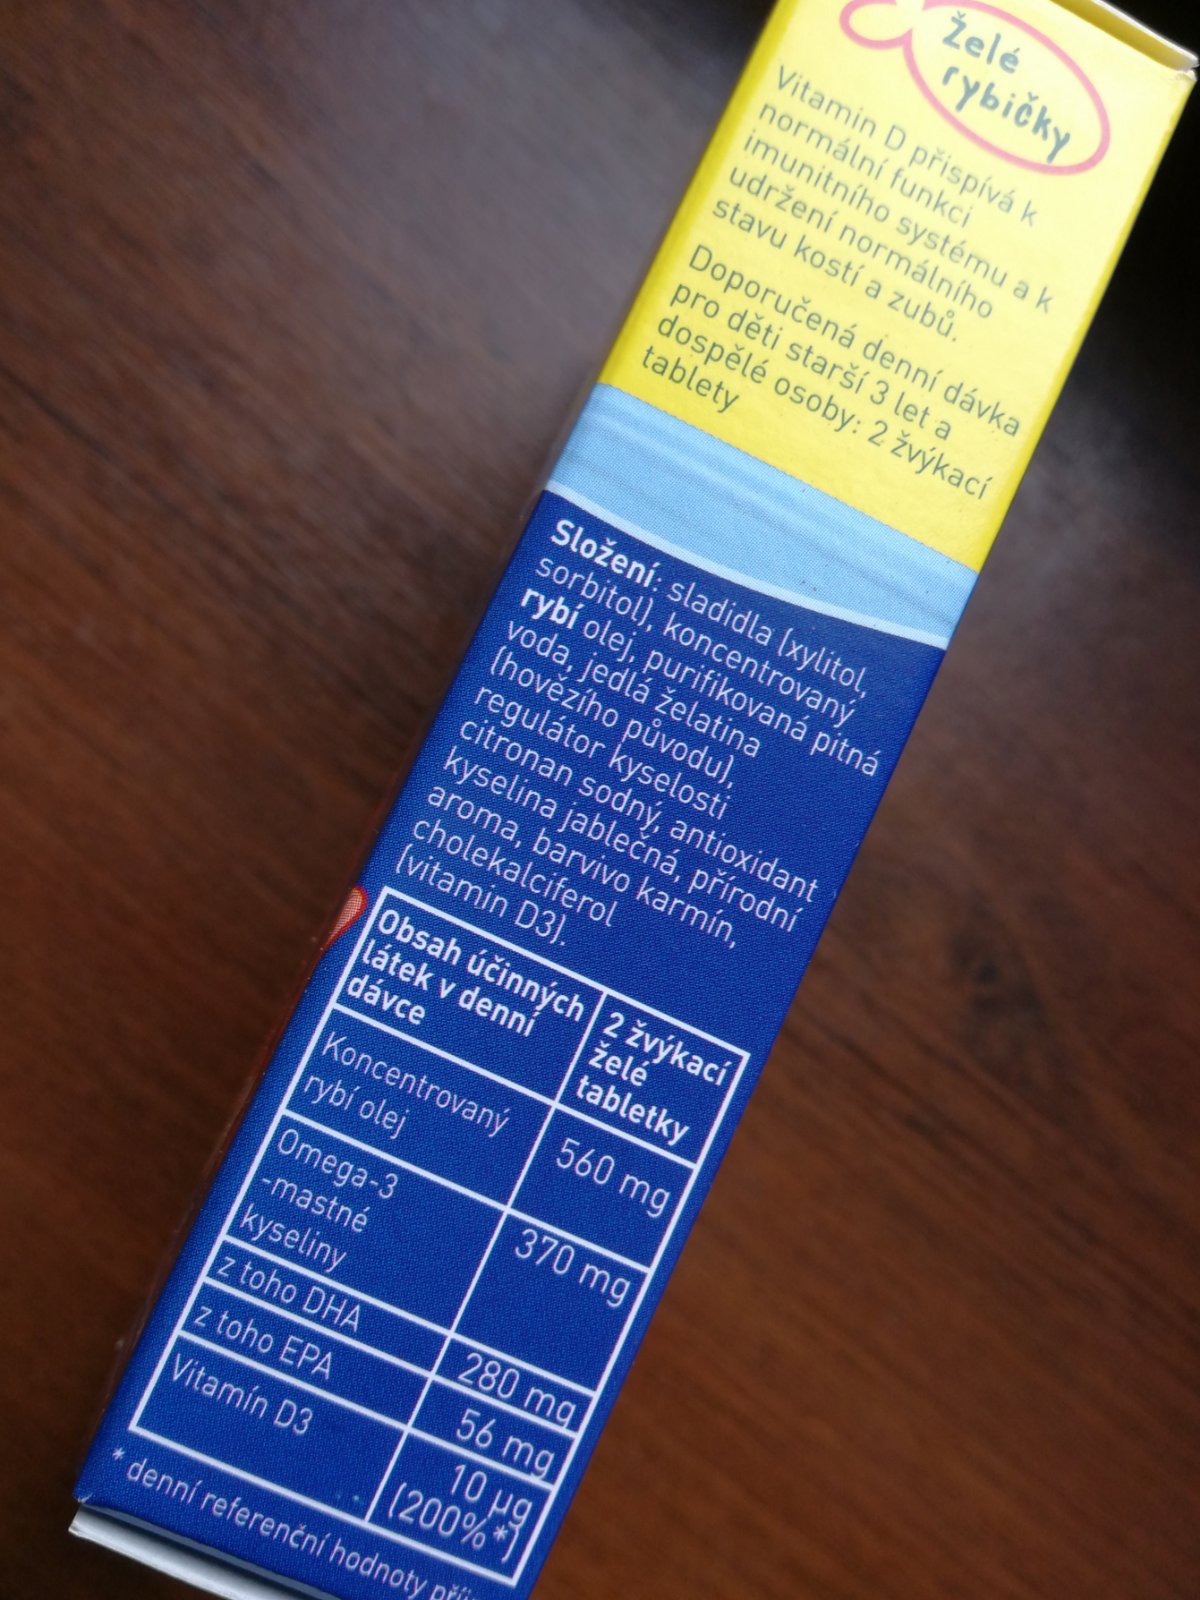 Želé
rybičky
Vitamin D přispívá k
normální funkci
imunitního systému a k
udržení normálního
stavu kostí a zubů.
Doporučená denní dávka
pro děti starší 3 let a
dospělé osoby: 2 žvýkací
tablety
Složení: sladidla (xylitol,
sorbitol), koncentrovaný
rybí olej, purifikovaná pitná
voda, jedlá želatina
(hovězího původu),
regulátor kyselosti
citronan sodný, antioxidant
kyselina jablečná, přírodní
aroma, barvivo karmín,
cholekalciferol
(vitamin D3).
Obsah účinných
látek v denní
dávce
2 žvýkací
želé
tabletky
Koncentrovaný
rybí olej
560 mg
Omega-3
-mastné
kyseliny
370 mg
z toho DHA
280 mg
z toho EPA
56 mg
Vitamín D3
10 µg
(200%*)
* denní referenční hodnoty